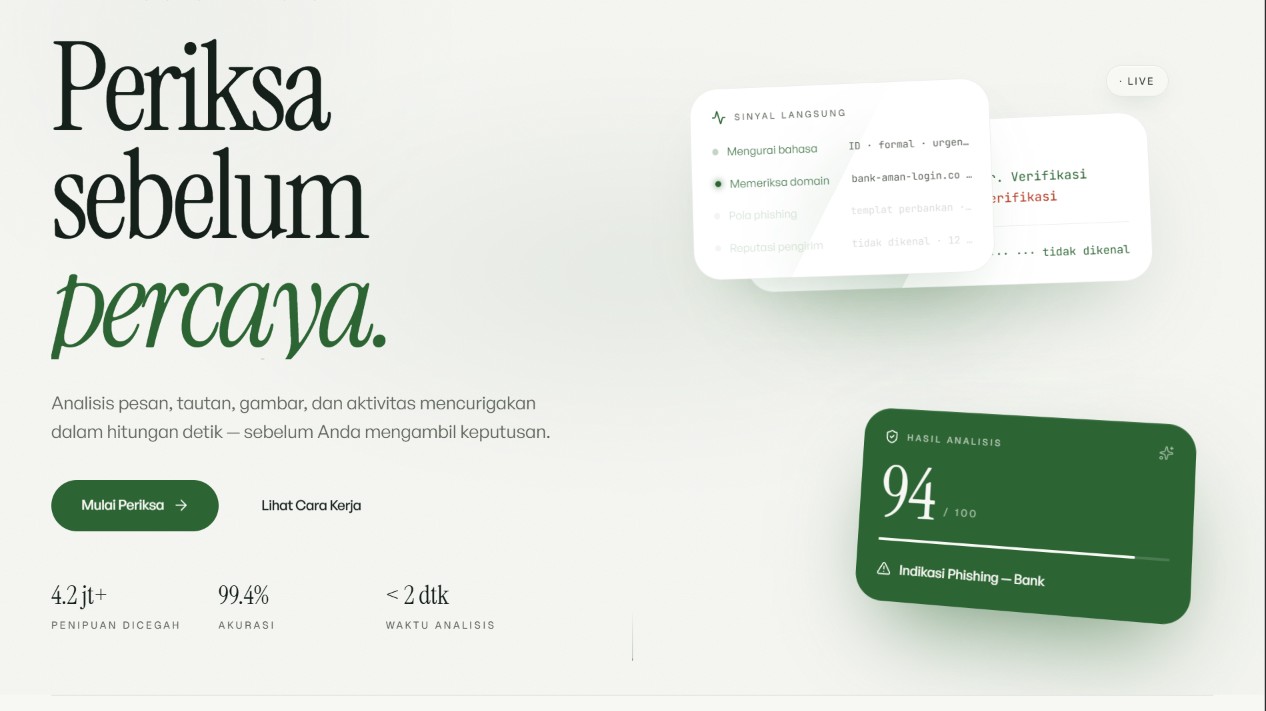 Periksa
sebelum
percaya.
Analisis pesan, tautan, gambar, dan aktivitas mencurigakan
dalam hitungan detik — sebelum Anda mengambil keputusan.
Mulai Periksa →
Lihat Cara Kerja
4.2 jt+
PENIPUAN DICEGAH
99.4%
AKURASI
< 2 dtk
WAKTU ANALISIS
· LIVE
SINYAL LANGSUNG
Mengurai bahasa ID · formal · urgen…
Memeriksa domain bank-aman-login.co …
Pola phishing templat perbankan ·…
Reputasi pengirim tidak dikenal · 12 …
r. Verifikasi
erifikasi
·· ··· tidak dikenal
HASIL ANALISIS
94 / 100
Indikasi Phishing — Bank